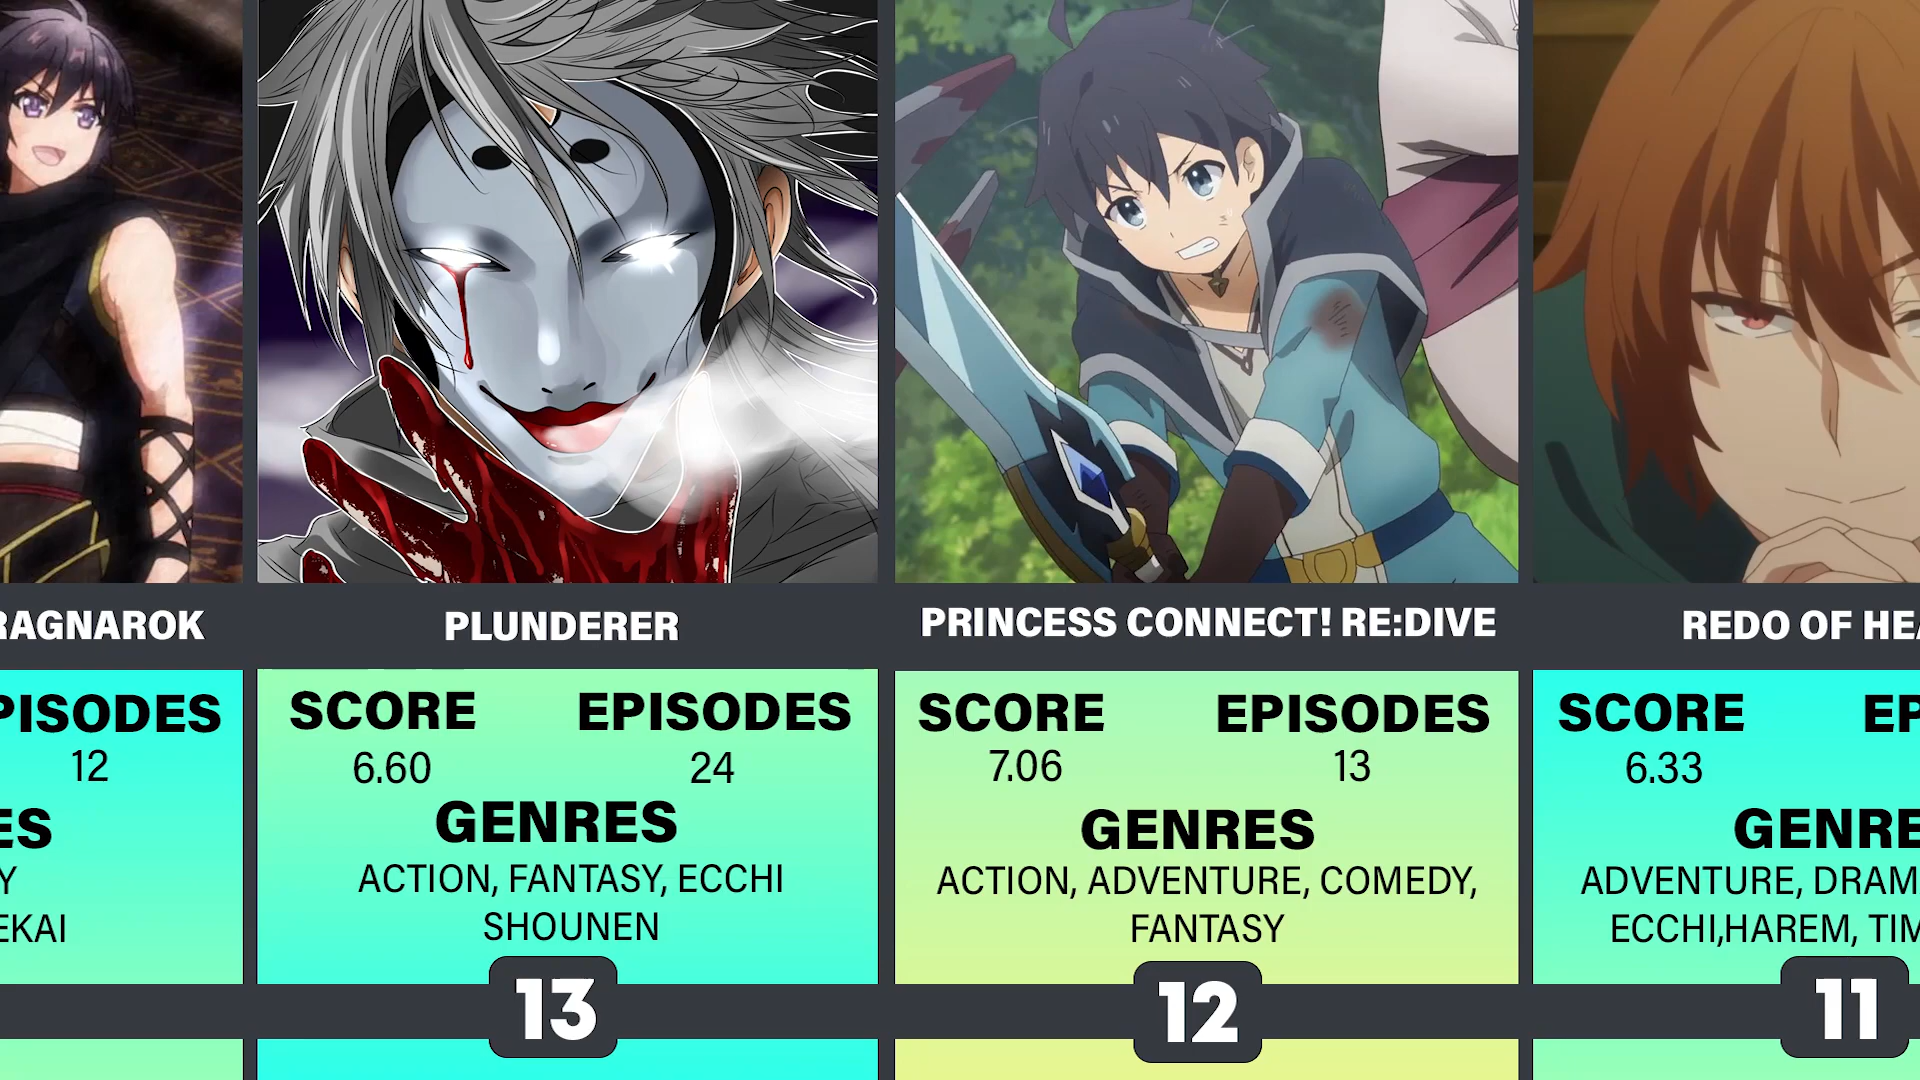 RAGNAROK
PISODES
12
ES
Y
EKAI
PLUNDERER
SCORE EPISODES
6.60 24
GENRES
ACTION, FANTASY, ECCHI
SHOUNEN
13
PRINCESS CONNECT! RE:DIVE
SCORE EPISODES
7.06 13
GENRES
ACTION, ADVENTURE, COMEDY,
FANTASY
12
REDO OF HEA
SCORE EP
6.33
GENRE
ADVENTURE, DRAM
ECCHI,HAREM, TIM
11